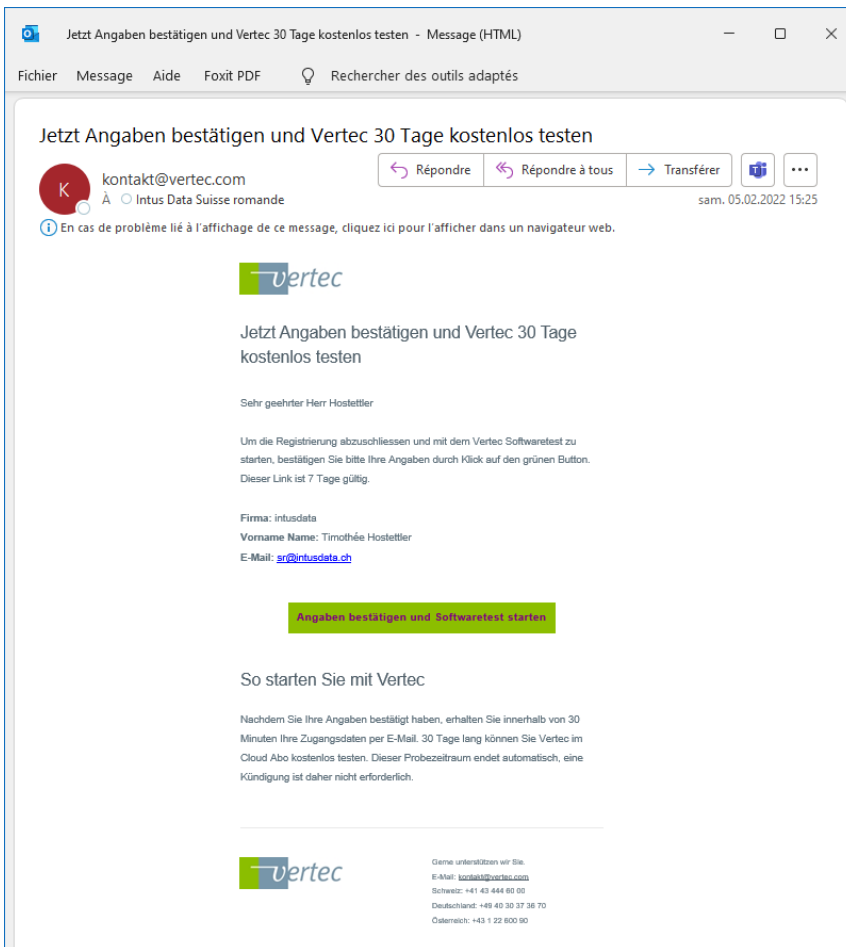 Jetzt Angaben bestätigen und Vertec 30 Tage kostenlos testen - Message (HTML)
Fichier Message Aide Foxit PDF Rechercher des outils adaptés
Jetzt Angaben bestätigen und Vertec 30 Tage kostenlos testen
K
kontakt@vertec.com
Répondre Répondre à tous Transférer
À Intus Data Suisse romande
sam. 05.02.2022 15:25
En cas de problème lié à l'affichage de ce message, cliquez ici pour l'afficher dans un navigateur web.
vertec
Jetzt Angaben bestätigen und Vertec 30 Tage
kostenlos testen
Sehr geehrter Herr Hostettler
Um die Registrierung abzuschliessen und mit dem Vertec Softwaretest zu
starten, bestätigen Sie bitte Ihre Angaben durch Klick auf den grünen Button.
Dieser Link ist 7 Tage gültig.
Firma: intusdata
Vorname Name: Timothée Hostettler
E-Mail: sr@intusdata.ch
Angaben bestätigen und Softwaretest starten
So starten Sie mit Vertec
Nachdem Sie Ihre Angaben bestätigt haben, erhalten Sie innerhalb von 30
Minuten Ihre Zugangsdaten per E-Mail. 30 Tage lang können Sie Vertec im
Cloud Abo kostenlos testen. Dieser Probezeitraum endet automatisch, eine
Kündigung ist daher nicht erforderlich.
vertec
Gerne unterstützen wir Sie.
E-Mail: kontakt@vertec.com
Schweiz: +41 43 444 60 00
Deutschland: +49 40 30 37 36 70
Österreich: +43 1 22 600 90